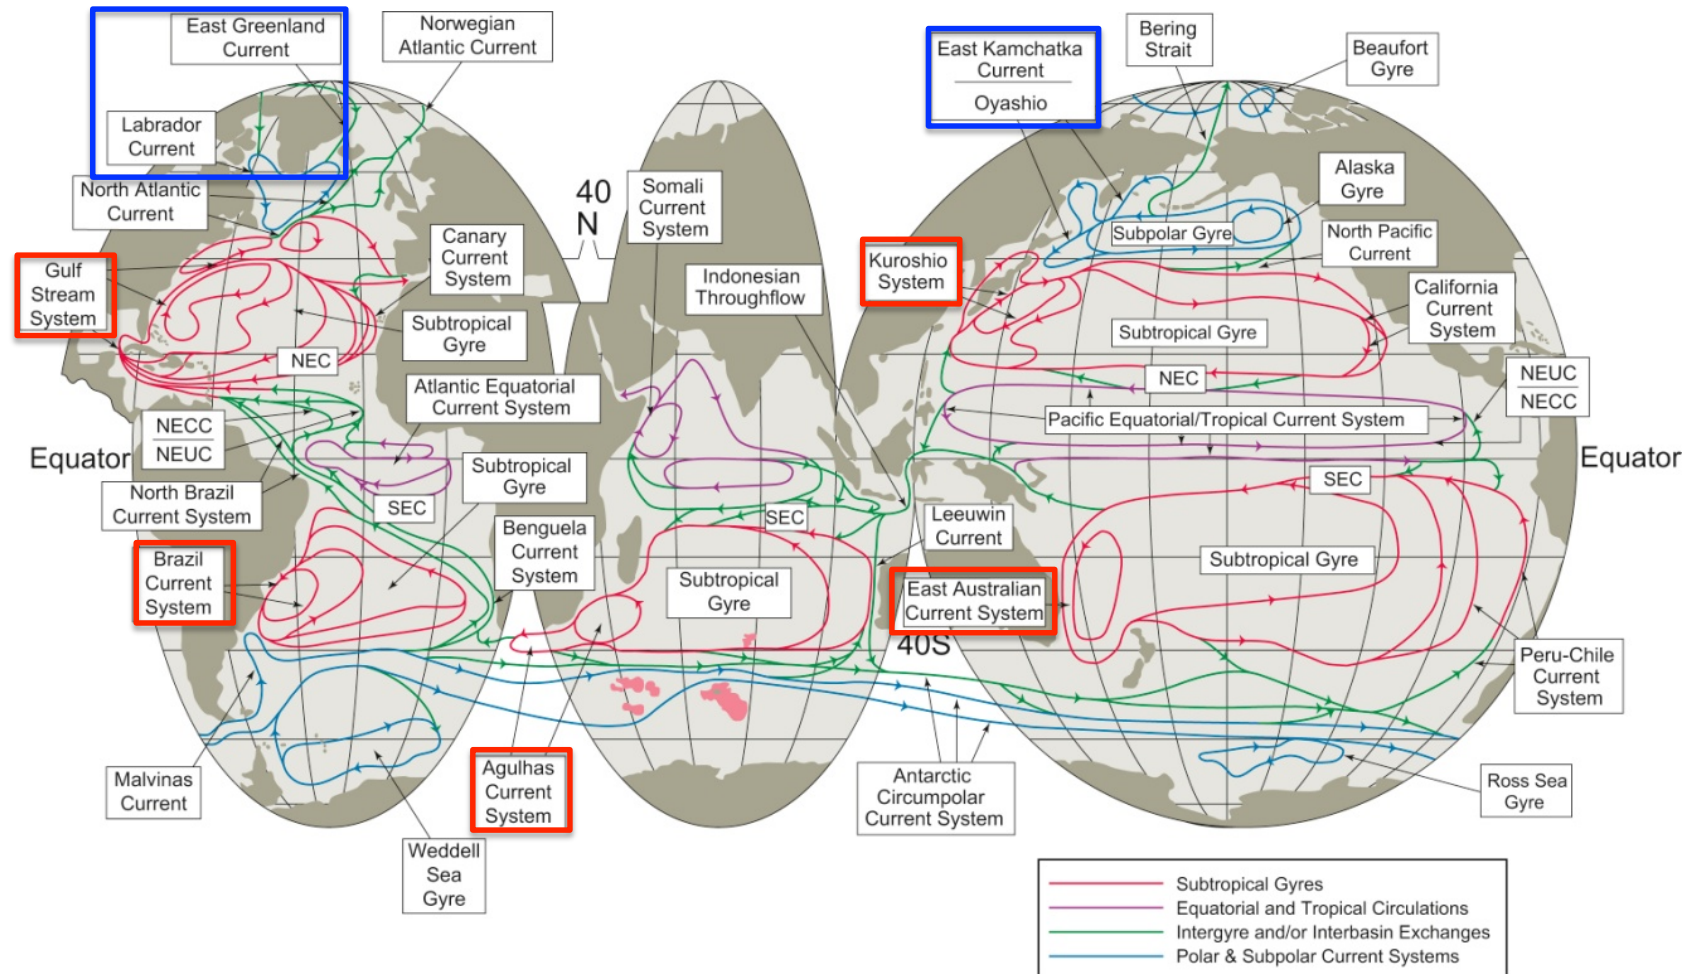 East Greenland
Current
Norwegian
Atlantic Current
East Kamchatka
Current
Oyashio
Bering
Strait
Beaufort
Gyre
Labrador
Current
North Atlantic
Current
40
N
Somali
Current
System
Alaska
Gyre
Gulf
Stream
System
Canary
Current
System
Indonesian
Throughflow
Kuroshio
System
Subpolar Gyre
North Pacific
Current
California
Current
System
Subtropical
Gyre
Subtropical Gyre
NEC
NEC
NEUC
NECC
Atlantic Equatorial
Current System
Pacific Equatorial/Tropical Current System
NECC
NEUC
Equator
Equator
North Brazil
Current System
Subtropical
Gyre
SEC
SEC
SEC
Benguela
Current
System
Leeuwin
Current
Brazil
Current
System
Subtropical
Gyre
Subtropical Gyre
East Australian
Current System
40S
Peru-Chile
Current
System
Malvinas
Current
Agulhas
Current
System
Antarctic
Circumpolar
Current System
Ross Sea
Gyre
Weddell
Sea
Gyre
Subtropical Gyres
Equatorial and Tropical Circulations
Intergyre and/or Interbasin Exchanges
Polar & Subpolar Current Systems